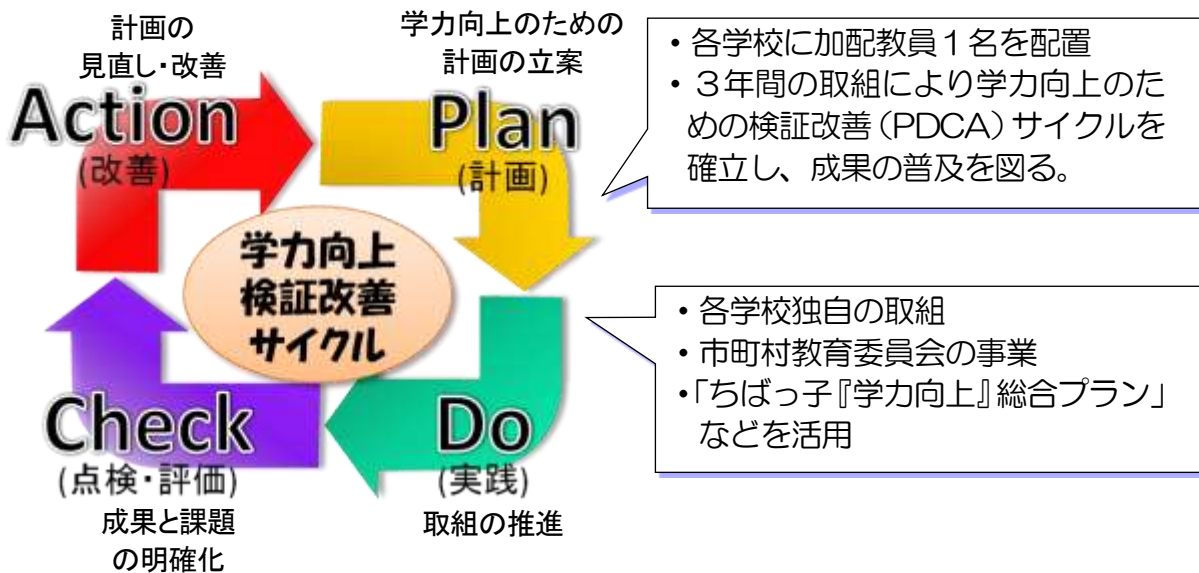 計画の
見直し・改善
Action
(改善)
学力向上のための
計画の立案
Plan
(計画)
・各学校に加配教員１名を配置
・３年間の取組により学力向上のた
めの検証改善（PDCA）サイクルを
確立し、成果の普及を図る。
学力向上
検証改善
サイクル
Check
(点検・評価)
成果と課題
の明確化
Do
(実践)
取組の推進
・各学校独自の取組
・市町村教育委員会の事業
・「ちばっ子『学力向上』総合プラン」
などを活用